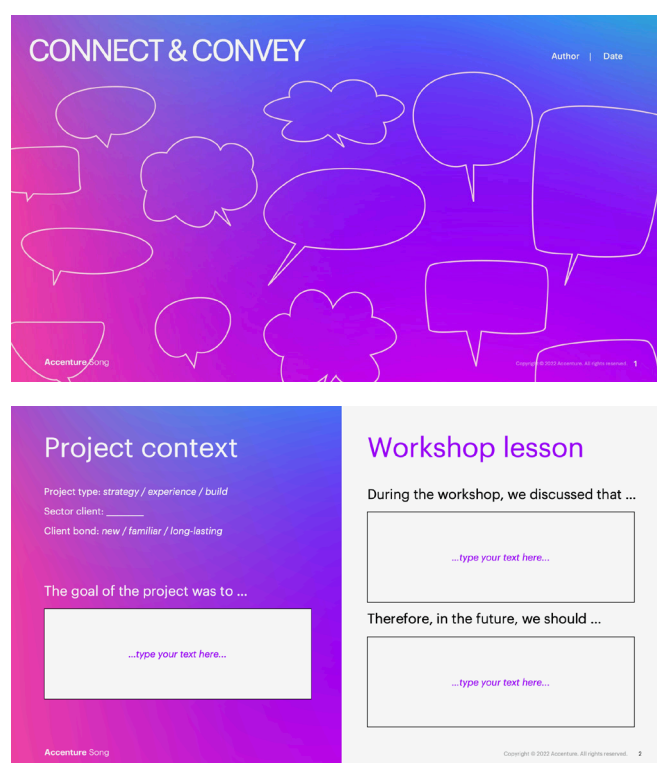 CONNECT & CONVEY
Author | Date
Accenture Song
Copyright © 2022 Accenture. All rights reserved. 1
Project context
Project type: strategy / experience / build
Sector client: _______
Client bond: new / familiar / long-lasting
The goal of the project was to ...
...type your text here...
Accenture Song
Workshop lesson
During the workshop, we discussed that ...
...type your text here...
Therefore, in the future, we should ...
...type your text here...
Copyright © 2022 Accenture. All rights reserved. 2